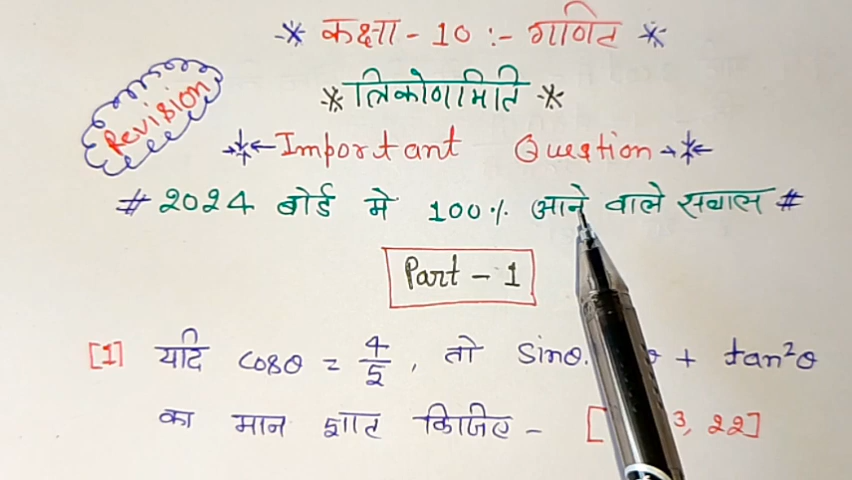 कक्षा - 10 :- गणित
Revision
त्रिकोणमिति
Important Question
# 2024 बोर्ड मे 100% आने वाले सवाल #
Part - 1
[1] यदि cosθ = 4/5 , तो sinθ. θ + tan²θ
का मान ज्ञात किजिए - [ 3, 22]